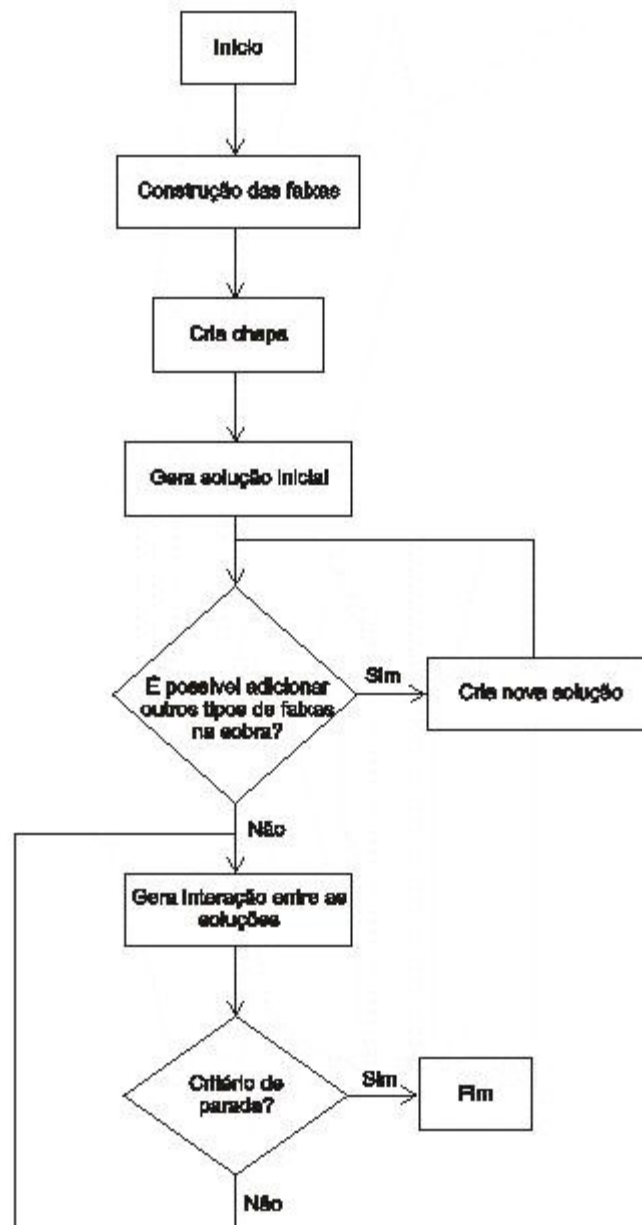 Início
Construção das faixas
Cria chapa
Gera solução inicial
É possível adicionar
outros tipos de faixas
na sobra?
Sim
Cria nova solução
Não
Gera interação entre as
soluções
Critério de
parada?
Sim
Fim
Não